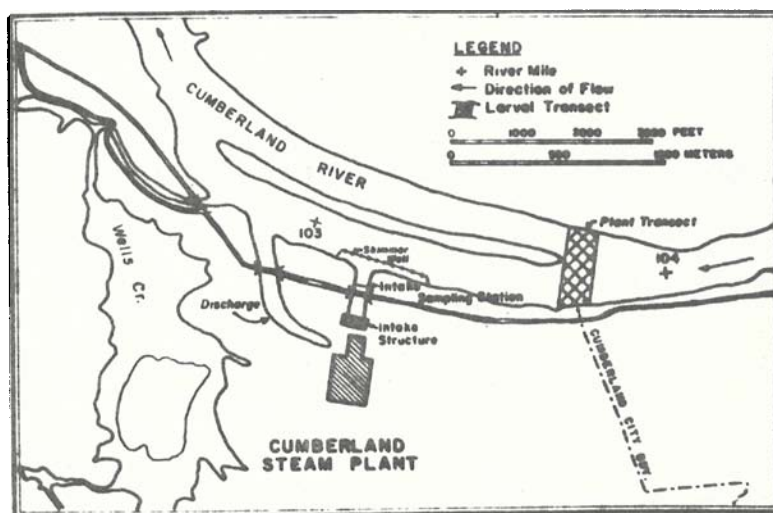 LEGEND
+ River Mile
Direction of Flow
Larval Transect
0 1000 2000 3000 FEET
0 500 1000 METERS
CUMBERLAND
RIVER
Plant Transect
103
104
Skimmer
Wall
Wells Cr.
Intake
Sampling Station
Discharge
Intake
Structure
CUMBERLAND
STEAM PLANT
CUMBERLAND CITY